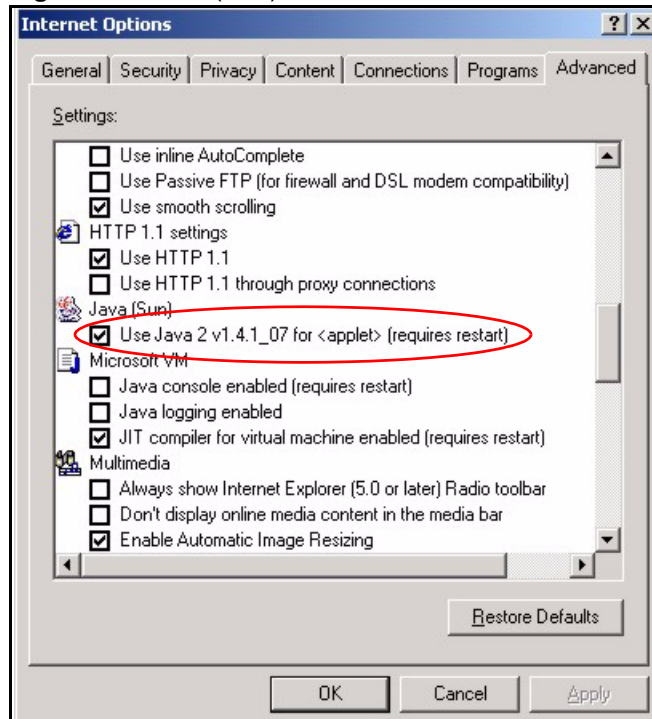 Internet Options
General Security Privacy Content Connections Programs Advanced
Settings:
Use inline AutoComplete
Use Passive FTP (for firewall and DSL modem compatibility)
Use smooth scrolling
HTTP 1.1 settings
Use HTTP 1.1
Use HTTP 1.1 through proxy connections
Java (Sun)
Use Java 2 v1.4.1_07 for <applet> (requires restart)
Microsoft VM
Java console enabled (requires restart)
Java logging enabled
JIT compiler for virtual machine enabled (requires restart)
Multimedia
Always show Internet Explorer (5.0 or later) Radio toolbar
Don't display online media content in the media bar
Enable Automatic Image Resizing
Restore Defaults
OK Cancel Apply